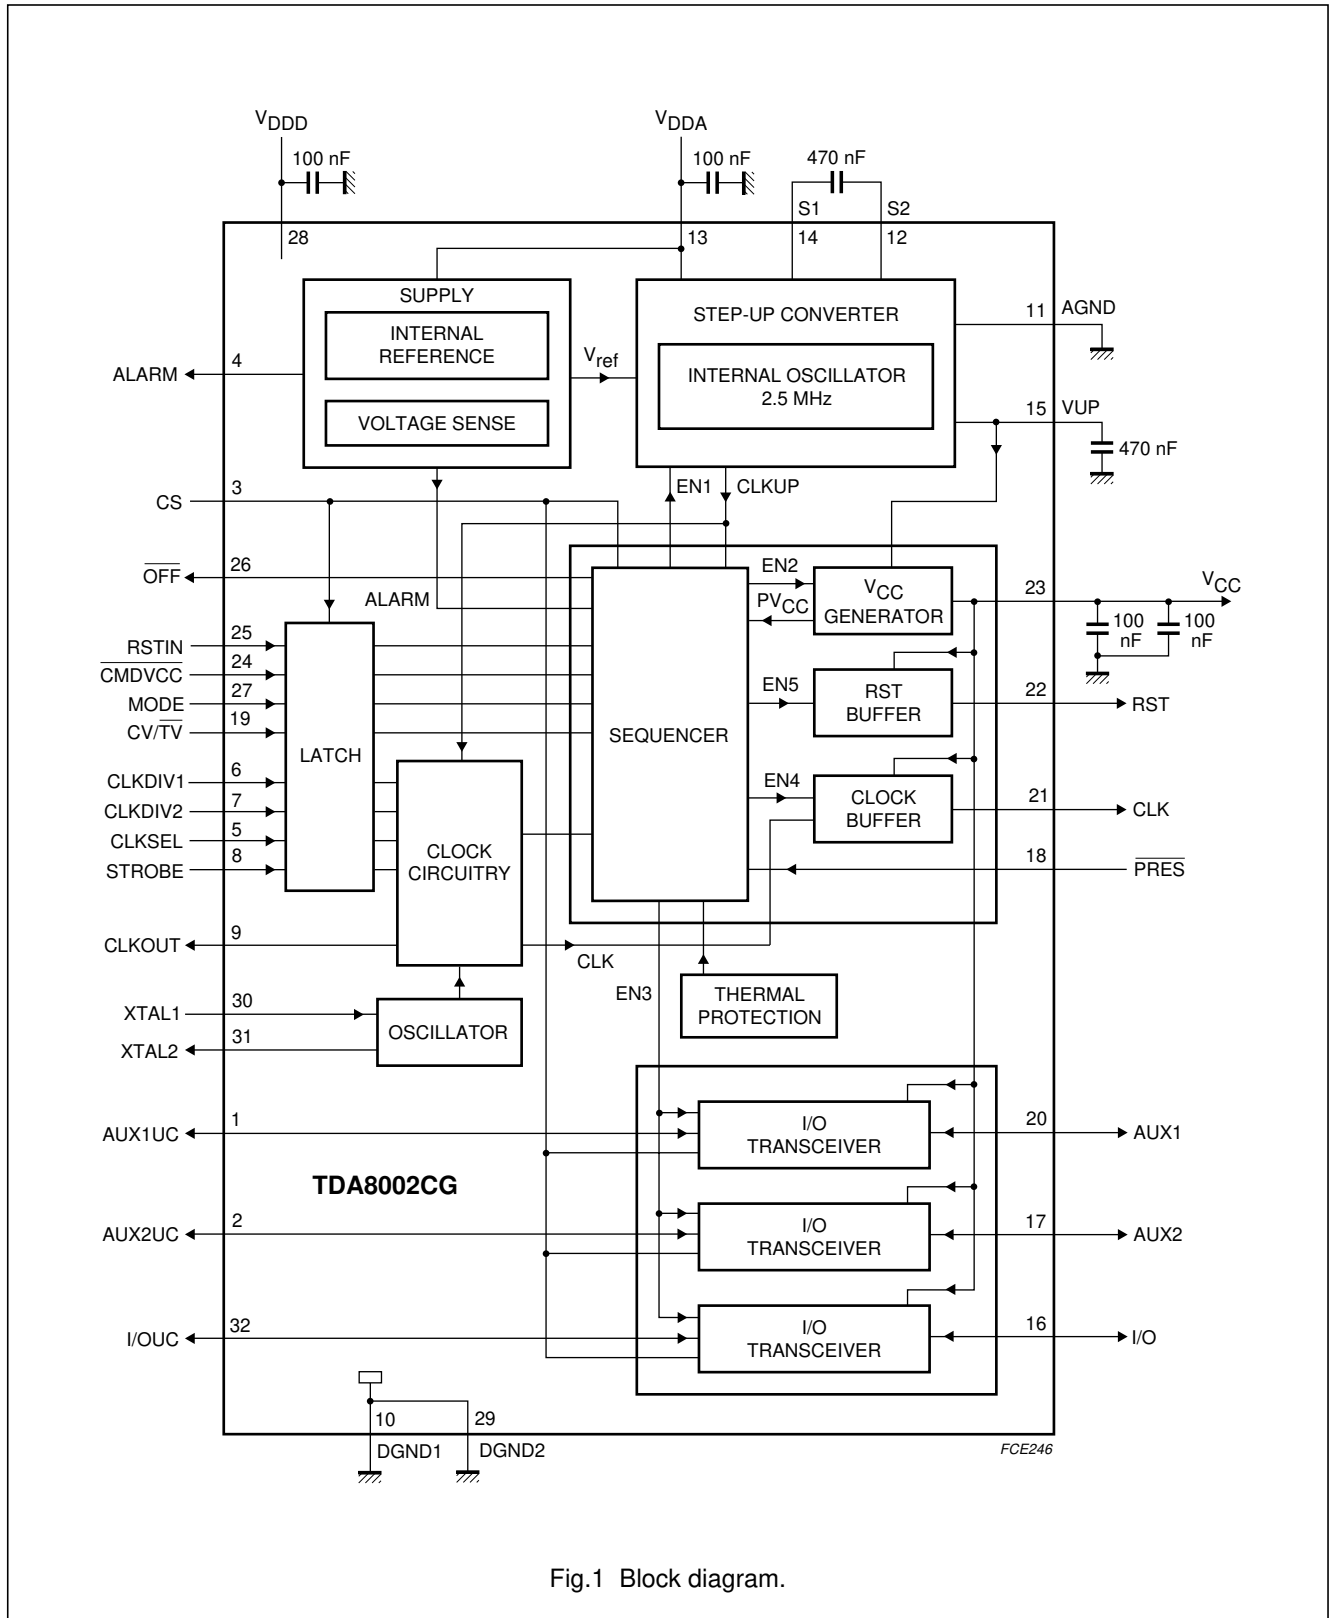 VDDD
VDDA
100 nF
100 nF
470 nF
S1
S2
28
13
14
12
SUPPLY
INTERNAL
REFERENCE
VOLTAGE SENSE
Vref
STEP-UP CONVERTER
INTERNAL OSCILLATOR
2.5 MHz
11
AGND
15
VUP
470 nF
ALARM
4
CS
3
EN1
CLKUP
OFF
26
ALARM
EN2
PVCC
VCC
GENERATOR
23
VCC
100
nF
100
nF
RSTIN
25
CMDVCC
24
MODE
27
CV/TV
19
CLKDIV1
6
CLKDIV2
7
CLKSEL
5
STROBE
8
LATCH
CLOCK
CIRCUITRY
SEQUENCER
EN5
RST
BUFFER
22
RST
EN4
CLOCK
BUFFER
21
CLK
18
PRES
CLKOUT
9
CLK
EN3
THERMAL
PROTECTION
XTAL1
30
XTAL2
31
OSCILLATOR
AUX1UC
1
I/O
TRANSCEIVER
20
AUX1
TDA8002CG
AUX2UC
2
I/O
TRANSCEIVER
17
AUX2
I/OUC
32
I/O
TRANSCEIVER
16
I/O
10
29
DGND1
DGND2
FCE246
Fig.1 Block diagram.